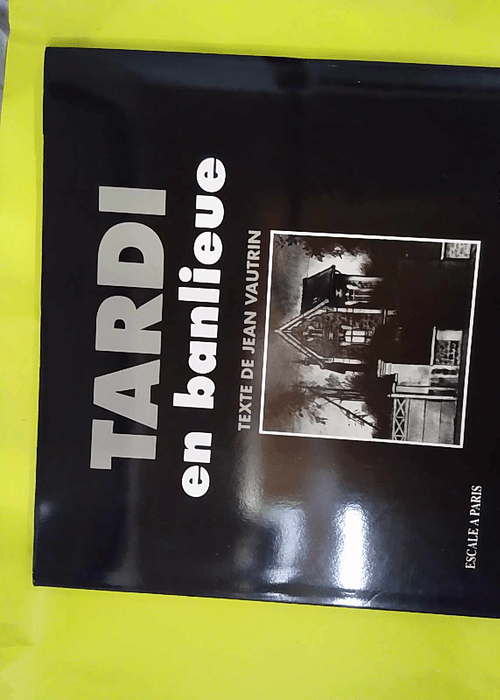 TARDI
en banlieue
TEXTE DE JEAN VAUTRIN
ESCALE A PARIS